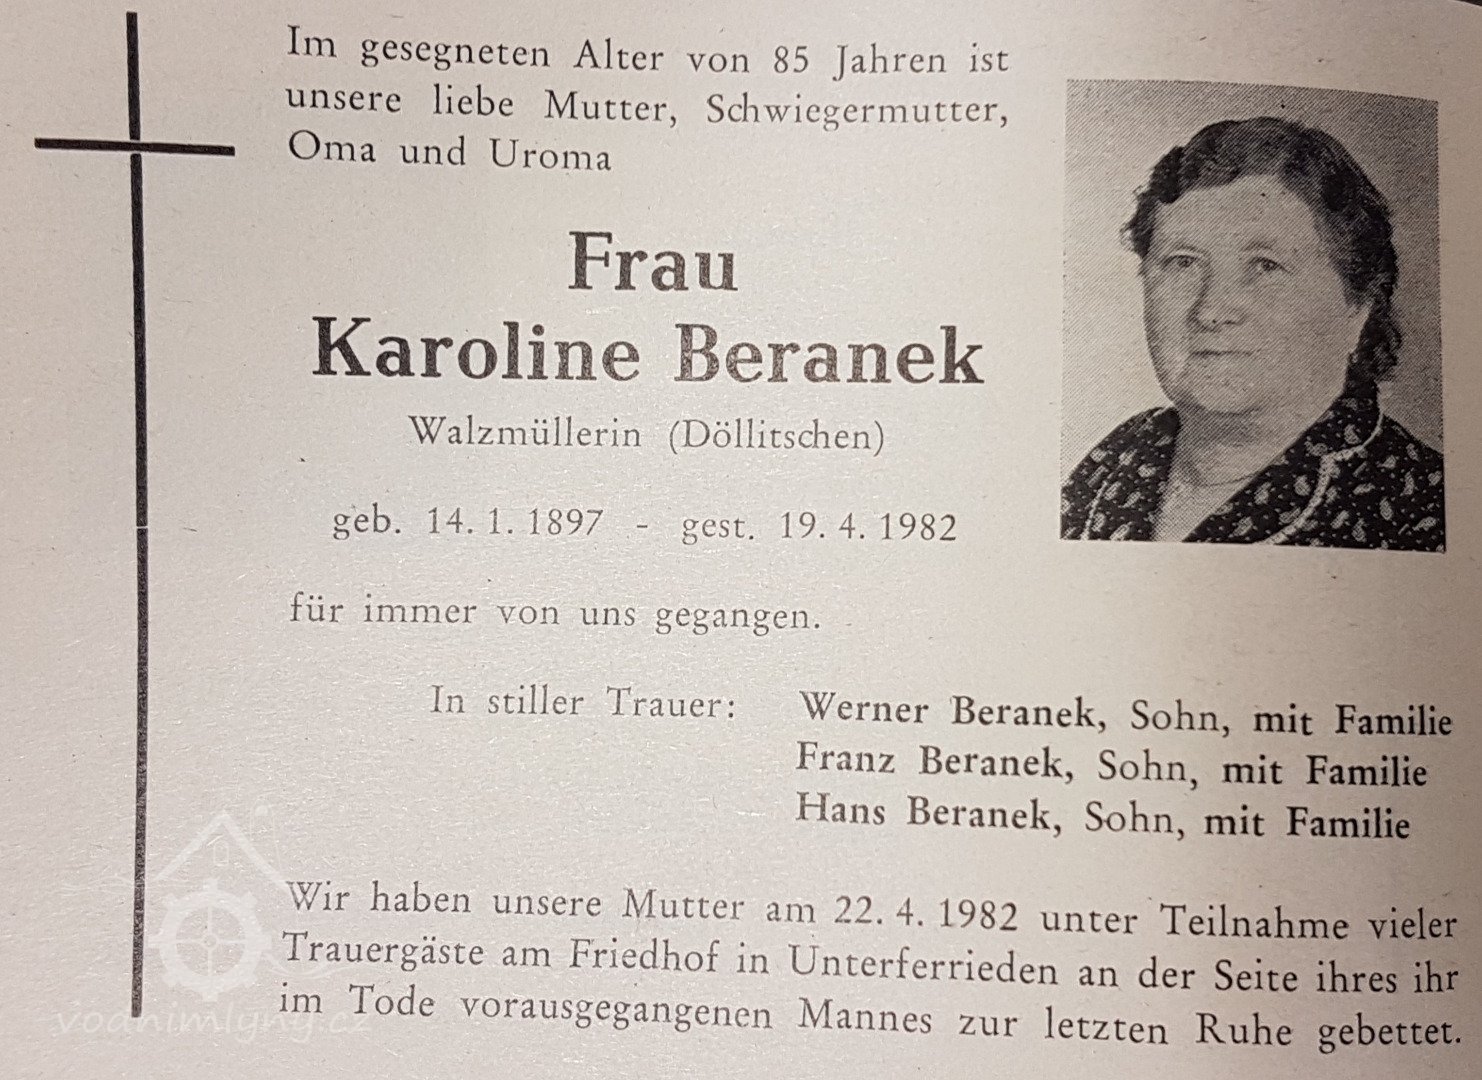 Im gesegneten Alter von 85 Jahren ist
unsere liebe Mutter, Schwiegermutter,
Oma und Uroma
Frau
Karoline Beranek
Walzmüllerin (Döllitschen)
geb. 14. 1. 1897 - gest. 19. 4. 1982
für immer von uns gegangen.
In stiller Trauer: Werner Beranek, Sohn, mit Familie
Franz Beranek, Sohn, mit Familie
Hans Beranek, Sohn, mit Familie
Wir haben unsere Mutter am 22. 4. 1982 unter Teilnahme vieler
Trauergäste am Friedhof in Unterferrieden an der Seite ihres ihr
im Tode vorausgegangenen Mannes zur letzten Ruhe gebettet.
vodnimlyny.cz